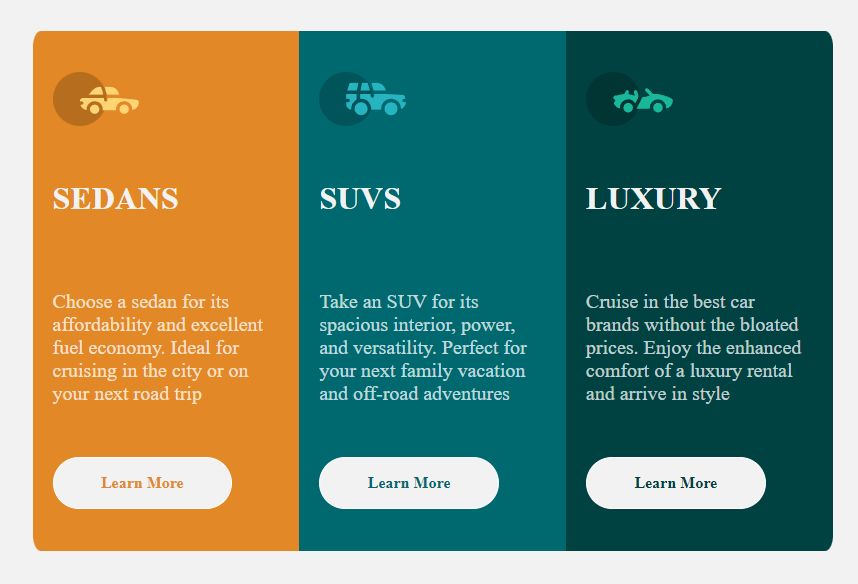 SEDANS
Choose a sedan for its
affordability and excellent
fuel economy. Ideal for
cruising in the city or on
your next road trip
Learn More
SUVS
Take an SUV for its
spacious interior, power,
and versatility. Perfect for
your next family vacation
and off-road adventures
Learn More
LUXURY
Cruise in the best car
brands without the bloated
prices. Enjoy the enhanced
comfort of a luxury rental
and arrive in style
Learn More